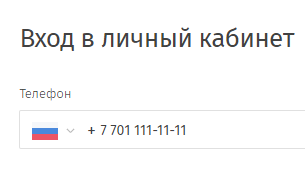 Вход в личный кабинет
Телефон
+ 7 701 111-11-11